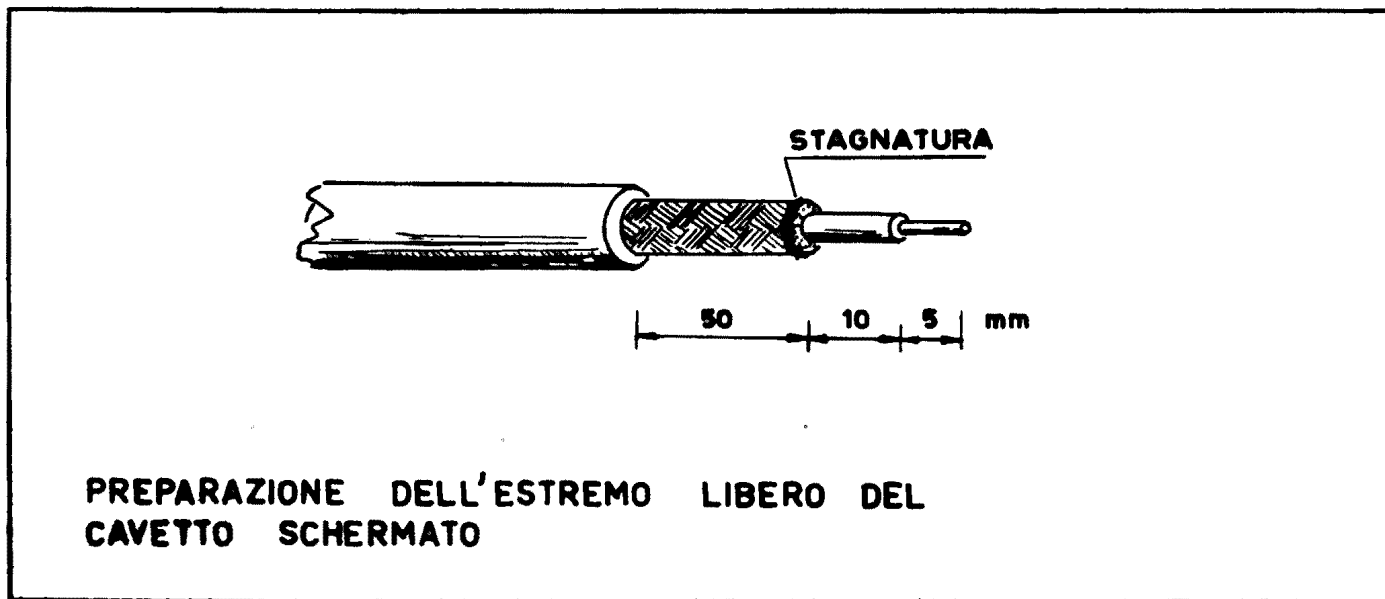 STAGNATURA
50 10 5 mm
PREPARAZIONE DELL'ESTREMO LIBERO DEL
CAVETTO SCHERMATO